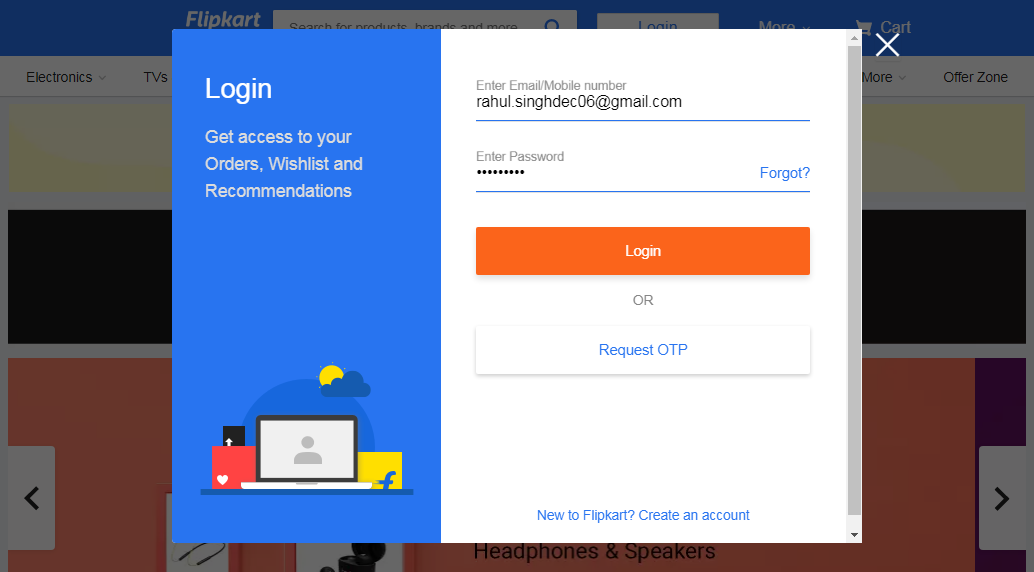 Flipkart
Search for products, brands and more
Login
More
Cart
Electronics
TVs
More
Offer Zone
Login
Get access to your
Orders, Wishlist and
Recommendations
Enter Email/Mobile number
rahul.singhdec06@gmail.com
Enter Password
•••••••••
Forgot?
Login
OR
Request OTP
New to Flipkart? Create an account
Headphones & Speakers